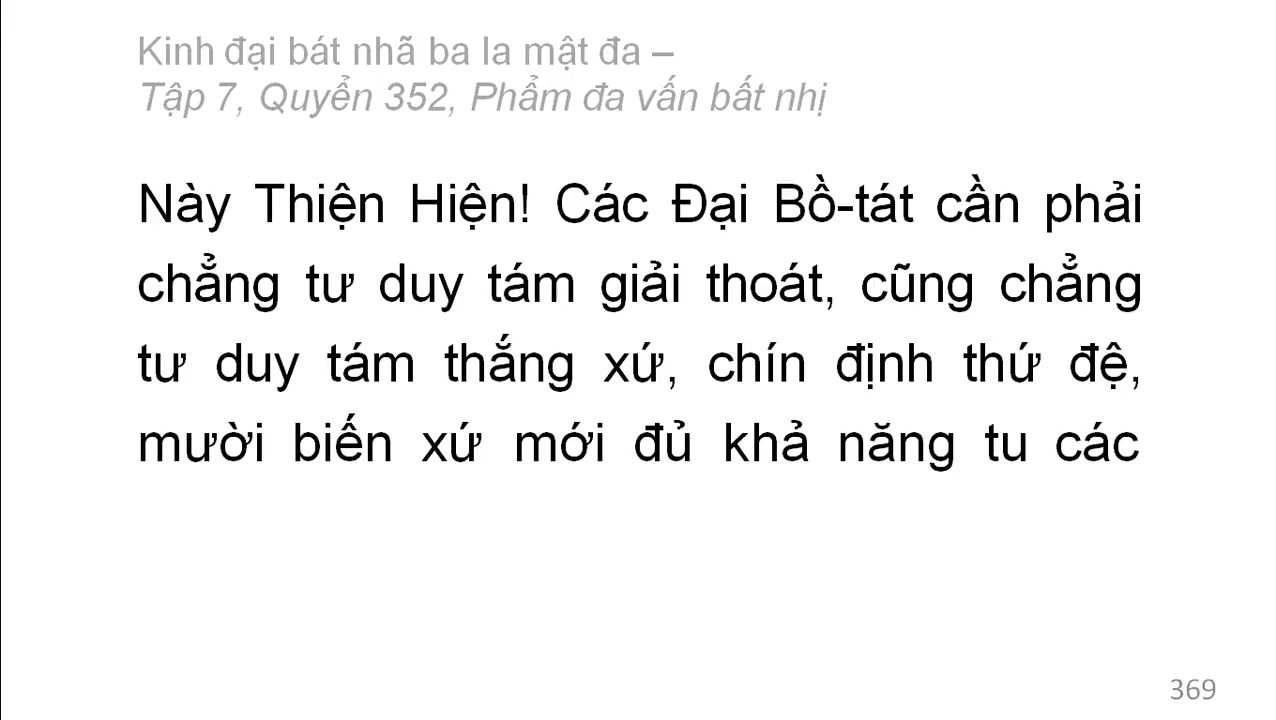 Kinh đại bát nhã ba la mật đa –
Tập 7, Quyển 352, Phẩm đa vấn bất nhị
Này Thiện Hiện! Các Đại Bồ-tát cần phải
chẳng tư duy tám giải thoát, cũng chẳng
tư duy tám thắng xứ, chín định thứ đệ,
mười biến xứ mới đủ khả năng tu các
369